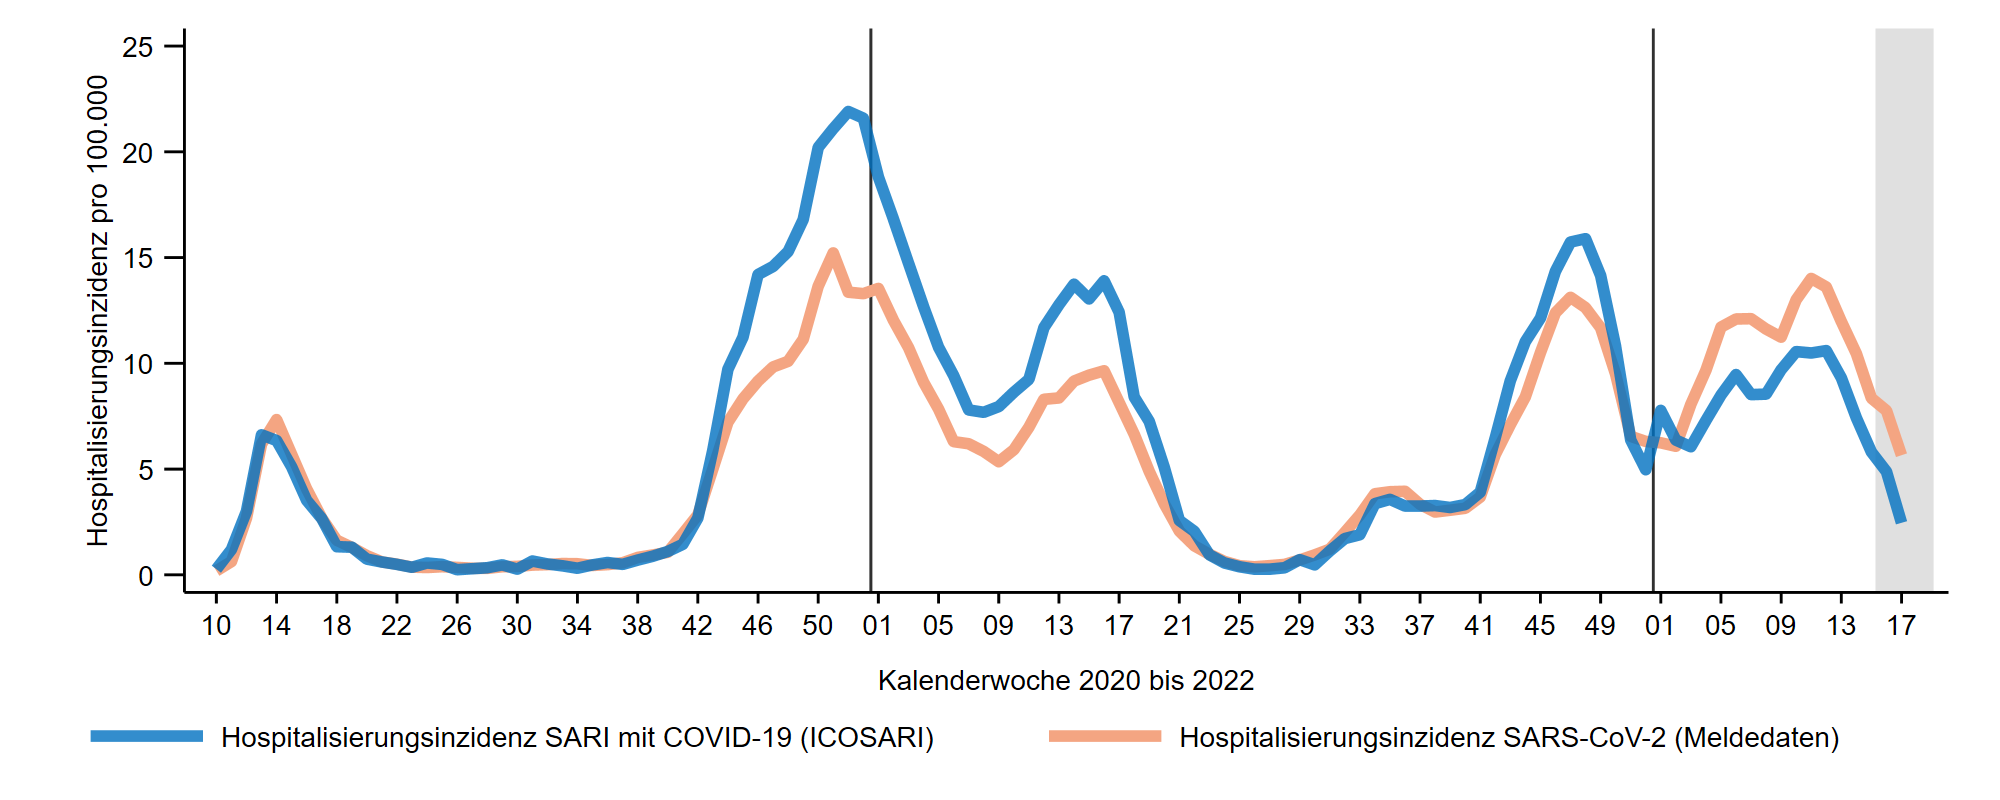 Hospitalisierungsinzidenz pro 100.000
25
20
15
10
5
0
10 14 18 22 26 30 34 38 42 46 50 01 05 09 13 17 21 25 29 33 37 41 45 49 01 05 09 13 17
Kalenderwoche 2020 bis 2022
Hospitalisierungsinzidenz SARI mit COVID-19 (ICOSARI) Hospitalisierungsinzidenz SARS-CoV-2 (Meldedaten)